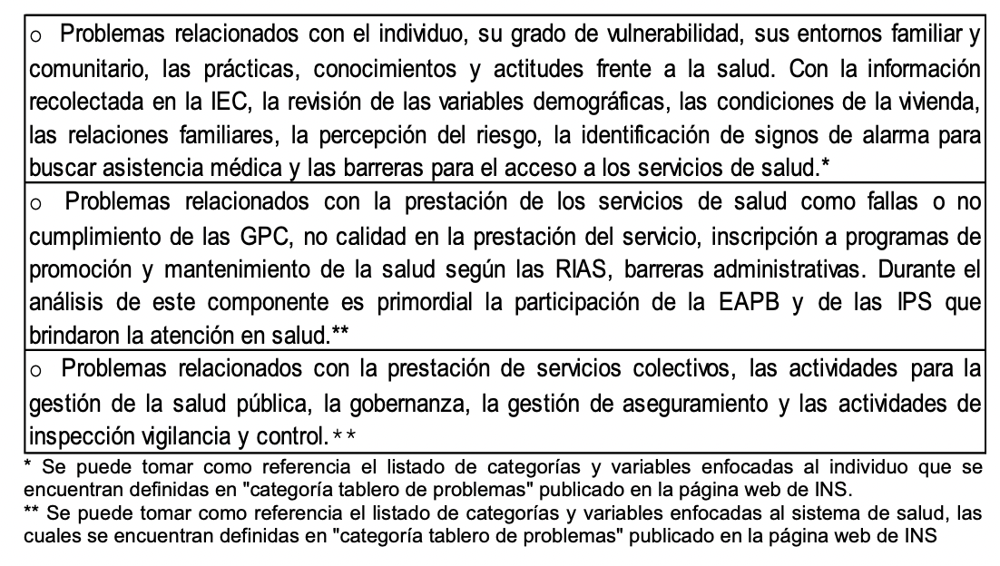 o Problemas relacionados con el individuo, su grado de vulnerabilidad, sus entornos familiar y
comunitario, las prácticas, conocimientos y actitudes frente a la salud. Con la información
recolectada en la IEC, la revisión de las variables demográficas, las condiciones de la vivienda,
las relaciones familiares, la percepción del riesgo, la identificación de signos de alarma para
buscar asistencia médica y las barreras para el acceso a los servicios de salud.*
o Problemas relacionados con la prestación de los servicios de salud como fallas o no
cumplimiento de las GPC, no calidad en la prestación del servicio, inscripción a programas de
promoción y mantenimiento de la salud según las RIAS, barreras administrativas. Durante el
análisis de este componente es primordial la participación de la EAPB y de las IPS que
brindaron la atención en salud.**
o Problemas relacionados con la prestación de servicios colectivos, las actividades para la
gestión de la salud pública, la gobernanza, la gestión de aseguramiento y las actividades de
inspección vigilancia y control.**
* Se puede tomar como referencia el listado de categorías y variables enfocadas al individuo que se
encuentran definidas en "categoría tablero de problemas" publicado en la página web de INS.
** Se puede tomar como referencia el listado de categorías y variables enfocadas al sistema de salud, las
cuales se encuentran definidas en "categoría tablero de problemas" publicado en la página web de INS